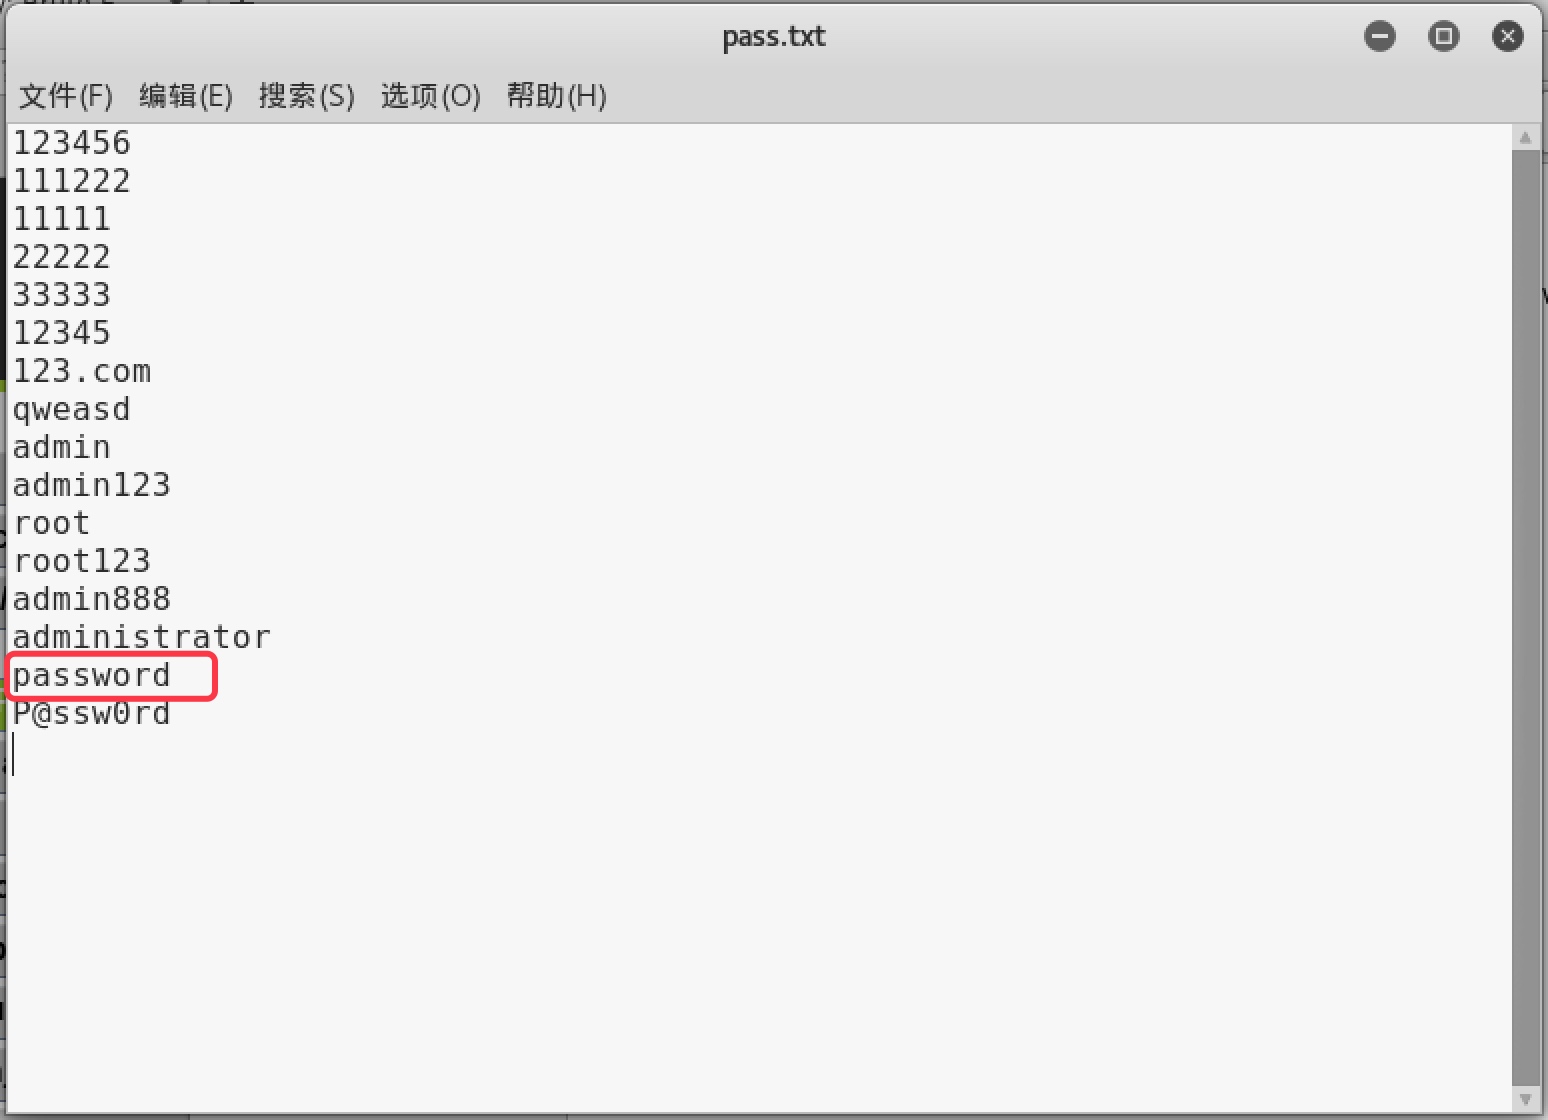 pass.txt
文件(F) 编辑(E) 搜索(S) 选项(O) 帮助(H)
123456
111222
11111
22222
33333
12345
123.com
qweasd
admin
admin123
root
root123
admin888
administrator
password
P@ssw0rd